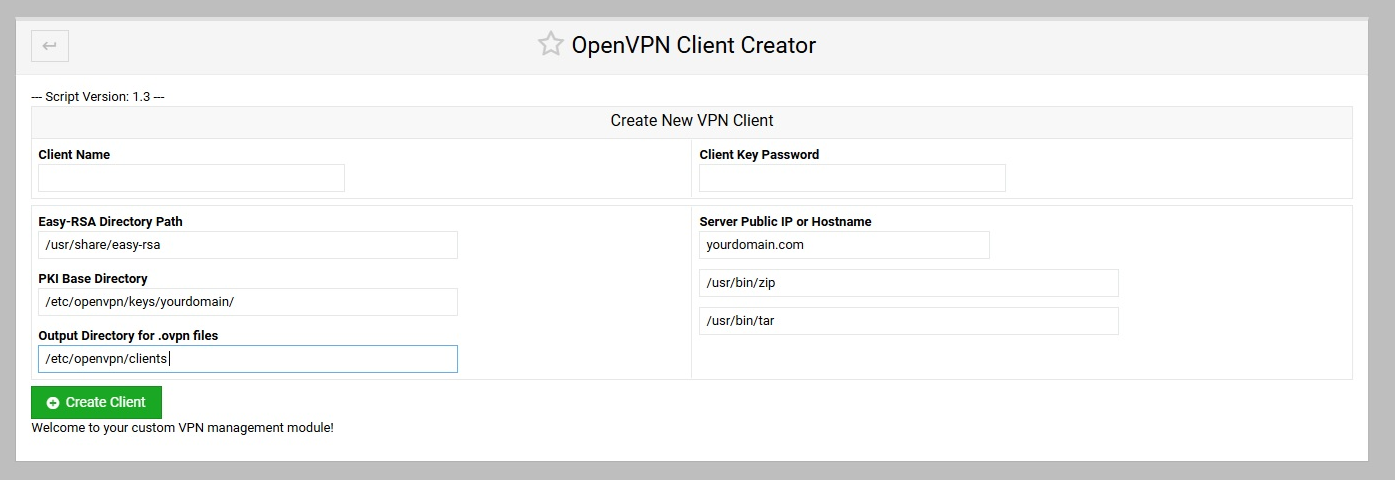 OpenVPN Client Creator
--- Script Version: 1.3 ---
Create New VPN Client
Client Name
Client Key Password
Easy-RSA Directory Path
/usr/share/easy-rsa
Server Public IP or Hostname
yourdomain.com
PKI Base Directory
/etc/openvpn/keys/yourdomain/
/usr/bin/zip
/usr/bin/tar
Output Directory for .ovpn files
/etc/openvpn/clients
Create Client
Welcome to your custom VPN management module!